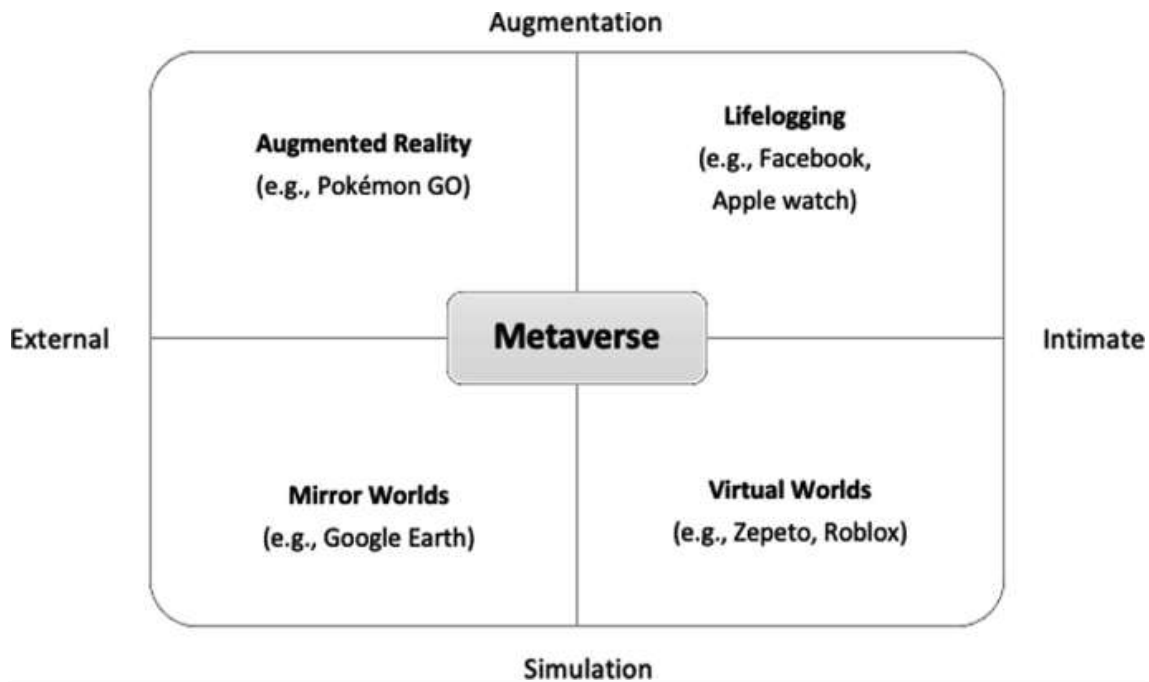 Augmentation
Augmented Reality
(e.g., Pokémon GO)
Lifelogging
(e.g., Facebook,
Apple watch)
External
Metaverse
Intimate
Mirror Worlds
(e.g., Google Earth)
Virtual Worlds
(e.g., Zepeto, Roblox)
Simulation